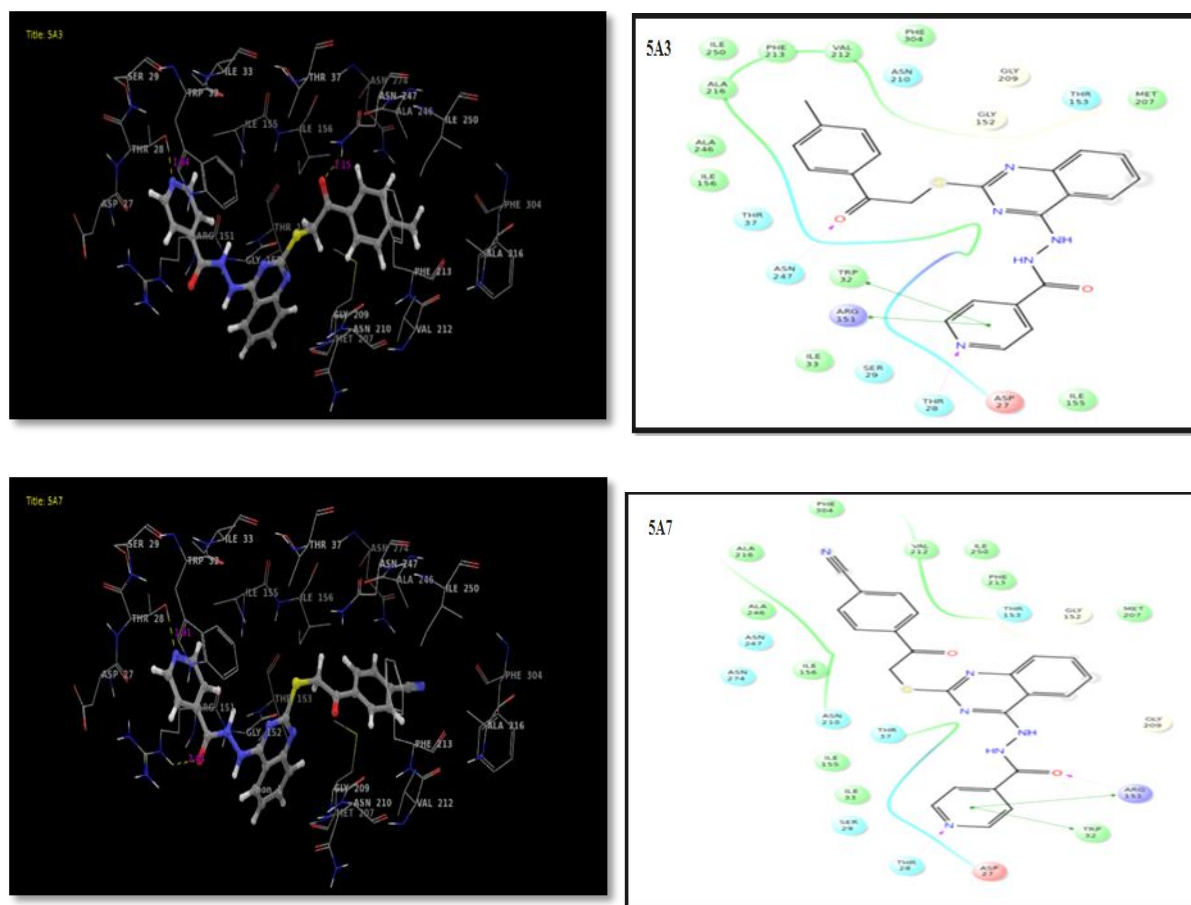 Title: 5A3
SER 29
ILE 33
TRP 32
THR 37
ASN 274
ASN 247
ALA 246
ILE 250
ILE 155
ILE 156
THR 28
2.15
ASP 27
ARG 151
PHE 304
ALA 216
PHE 213
GLY 209
ASN 210
MET 207
VAL 212
5A3
ILE 250
PHE 213
VAL 212
PHE 304
ASN 210
GLY 209
ALA 216
THR 153
MET 207
GLY 152
ALA 246
ILE 156
THR 37
ASN 247
TRP 32
ARG 151
ILE 33
SER 29
THR 28
ASP 27
ILE 155
S
N
N
O
NH
HN
O
N
Title: 5A7
SER 29
ILE 33
TRP 32
THR 37
ASN 274
ASN 247
ALA 246
ILE 250
ILE 155
ILE 156
THR 28
ASP 27
ARG 151
THR 153
GLY 152
PHE 304
ALA 216
PHE 213
GLY 209
ASN 210
MET 207
VAL 212
5A7
PHE 304
ALA 216
VAL 212
ILE 250
PHE 213
THR 153
GLY 152
MET 207
ALA 246
ASN 247
ASN 274
ILE 156
ASN 210
THR 37
GLY 209
ILE 155
ILE 33
SER 29
ARG 151
TRP 32
THR 28
ASP 27
N
O
S
N
N
NH
HN
O
N